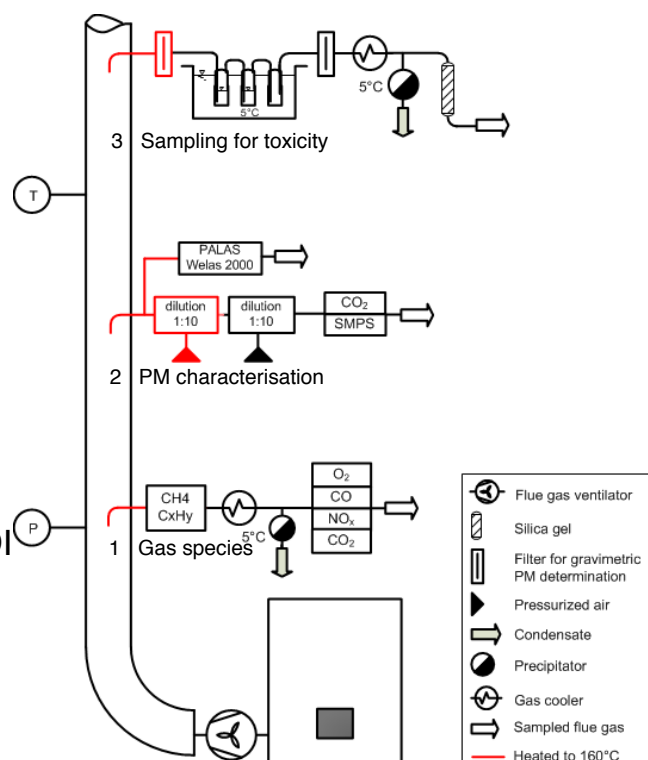 5°C
5°C
3 Sampling for toxicity
T
PALAS
Welas 2000
dilution
1:10
dilution
1:10
CO₂
SMPS
2 PM characterisation
CH4
CxHy
O₂
CO
NOₓ
CO₂
P
5°C
1 Gas species
Flue gas ventilator
Silica gel
Filter for gravimetric
PM determination
Pressurized air
Condensate
Precipitator
Gas cooler
Sampled flue gas
Heated to 160°C